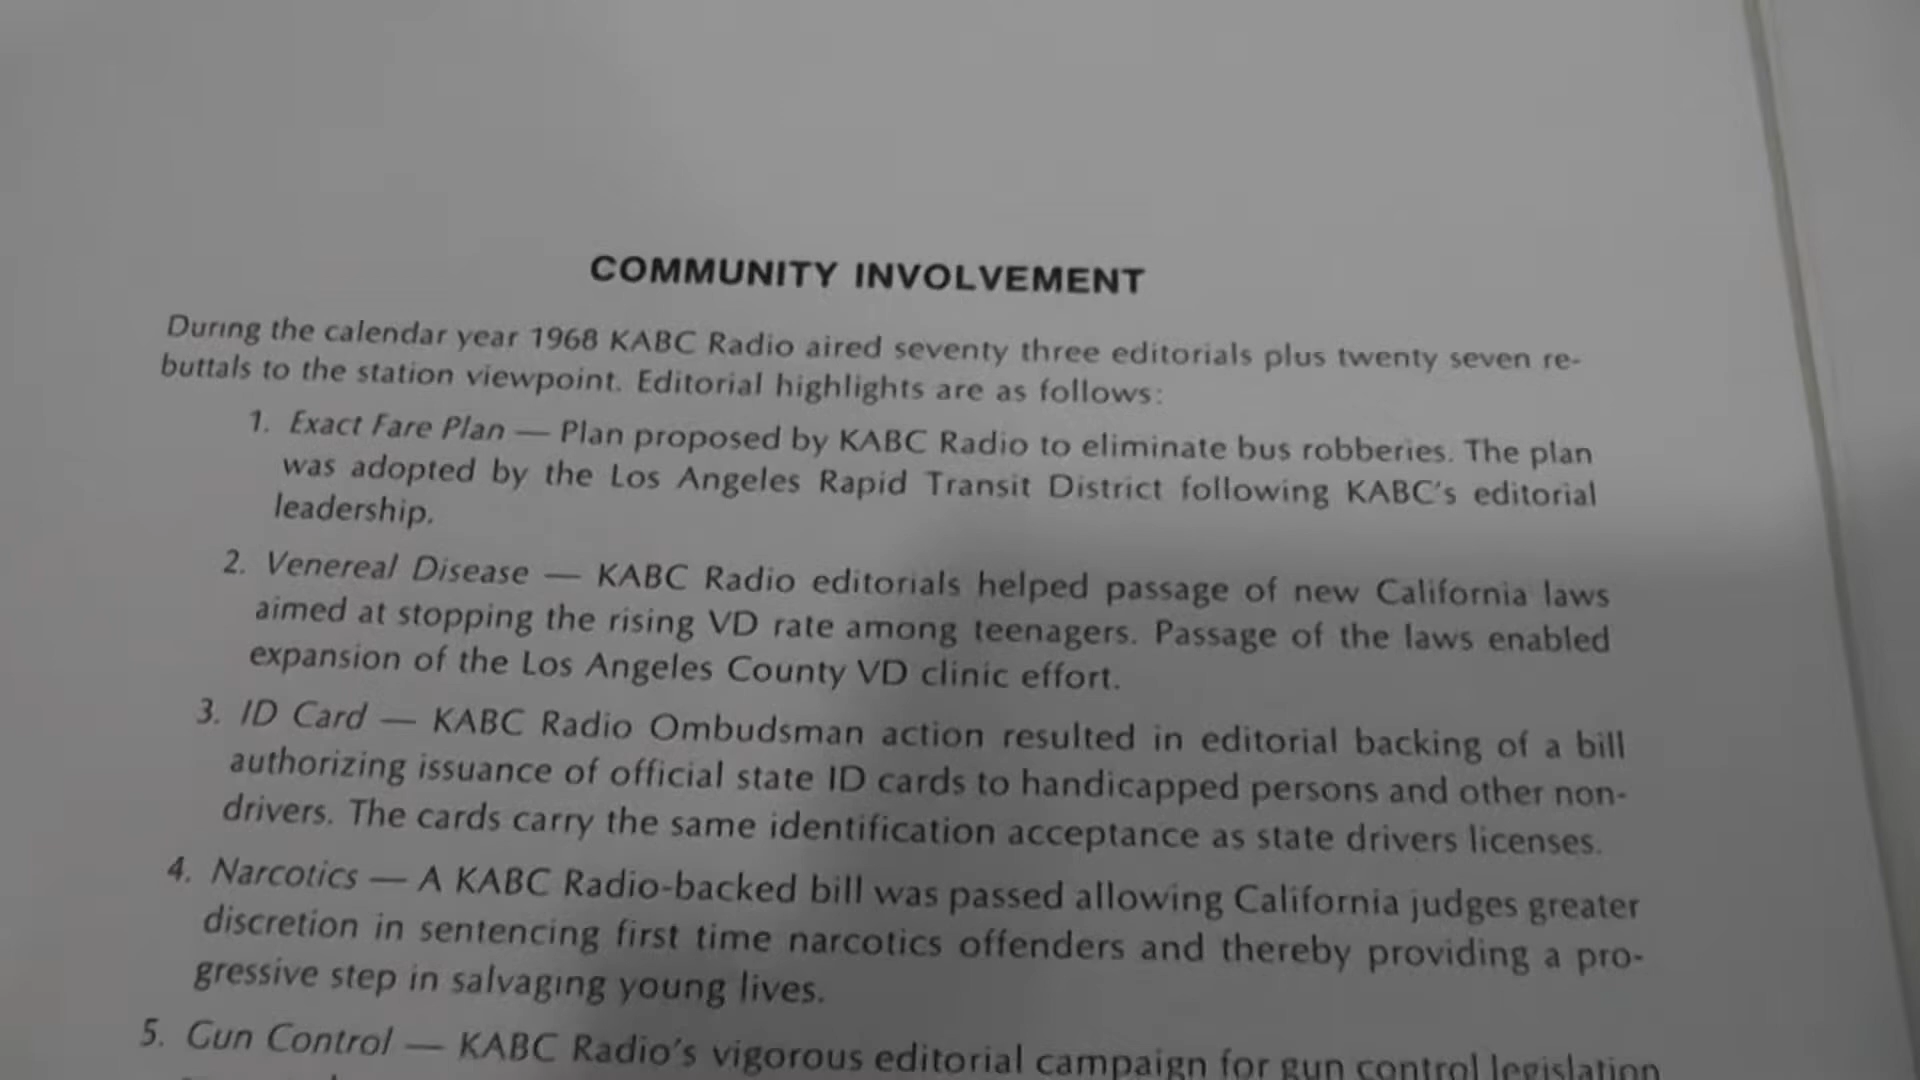 COMMUNITY INVOLVEMENT
During the calendar year 1968 KABC Radio aired seventy three editorials plus twenty seven re-
buttals to the station viewpoint. Editorial highlights are as follows:
1. Exact Fare Plan — Plan proposed by KABC Radio to eliminate bus robberies. The plan
was adopted by the Los Angeles Rapid Transit District following KABC's editorial
leadership.
2. Venereal Disease — KABC Radio editorials helped passage of new California laws
aimed at stopping the rising VD rate among teenagers. Passage of the laws enabled
expansion of the Los Angeles County VD clinic effort.
3. ID Card — KABC Radio Ombudsman action resulted in editorial backing of a bill
authorizing issuance of official state ID cards to handicapped persons and other non-
drivers. The cards carry the same identification acceptance as state drivers licenses.
4. Narcotics — A KABC Radio-backed bill was passed allowing California judges greater
discretion in sentencing first time narcotics offenders and thereby providing a pro-
gressive step in salvaging young lives.
5. Gun Control — KABC Radio's vigorous editorial campaign for gun control legislation